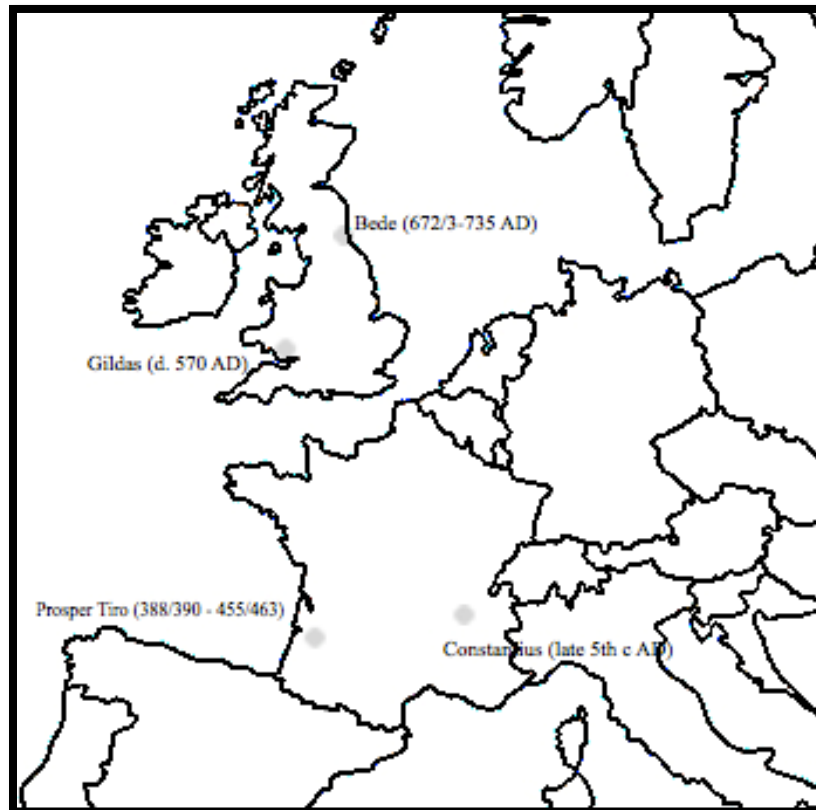 Bede (672/3-735 AD)
Gildas (d. 570 AD)
Prosper Tiro (388/390 - 455/463)
Constantius (late 5th c AD)